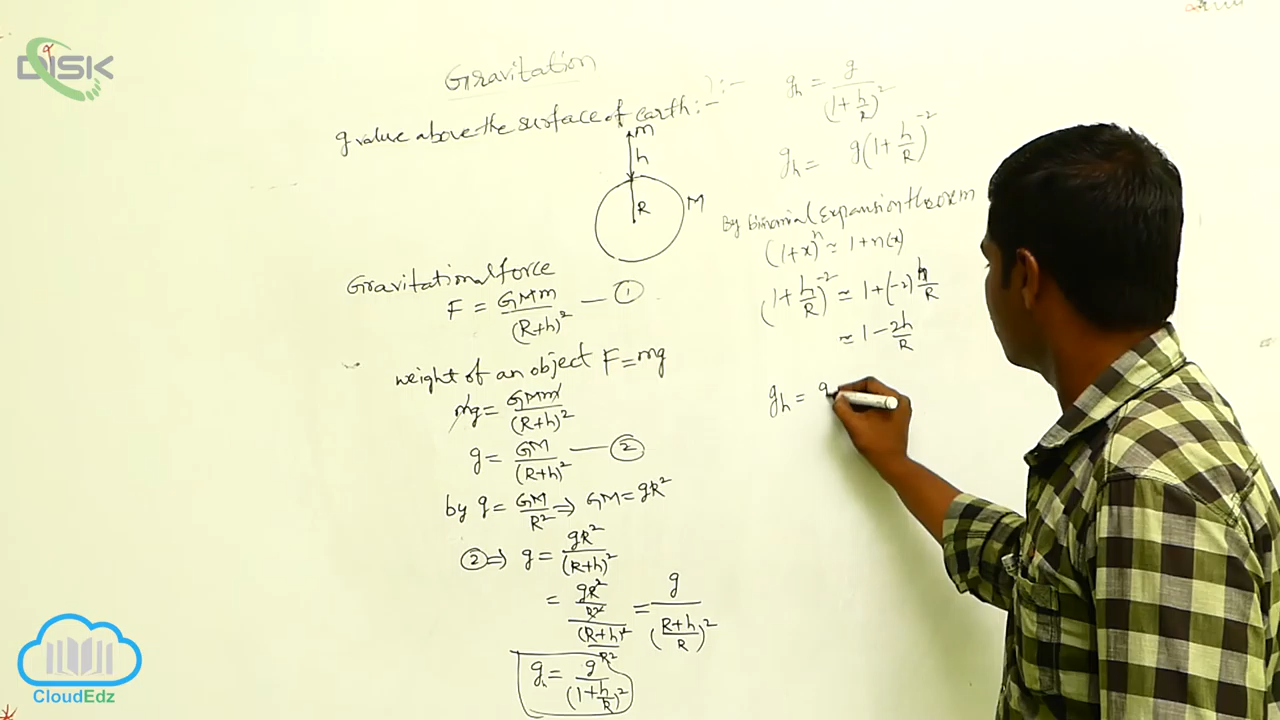 DISK
Gravitation
g value above the surface of earth :-
m
h
R
M
Gravitational force
F = GMm/(R+h)² — ①
weight of an object F = mg
mg = GMm/(R+h)²
g = GM/(R+h)² — ②
by g = GM/R² ⇒ GM = gR²
② ⇒ g = gR²/(R+h)²
= (gR²/R²)/((R+h)²/R²) = g/((R+h)/R)²
gh = g/(1+h/R)²
gh = g/(1+h/R)²
gh = g(1+h/R)⁻²
By binomial expansion theorem
(1+x)ⁿ ≃ 1+n(x)
(1+h/R)⁻² ≃ 1+(-2)h/R
≃ 1-2h/R
gh = g
CloudEdz